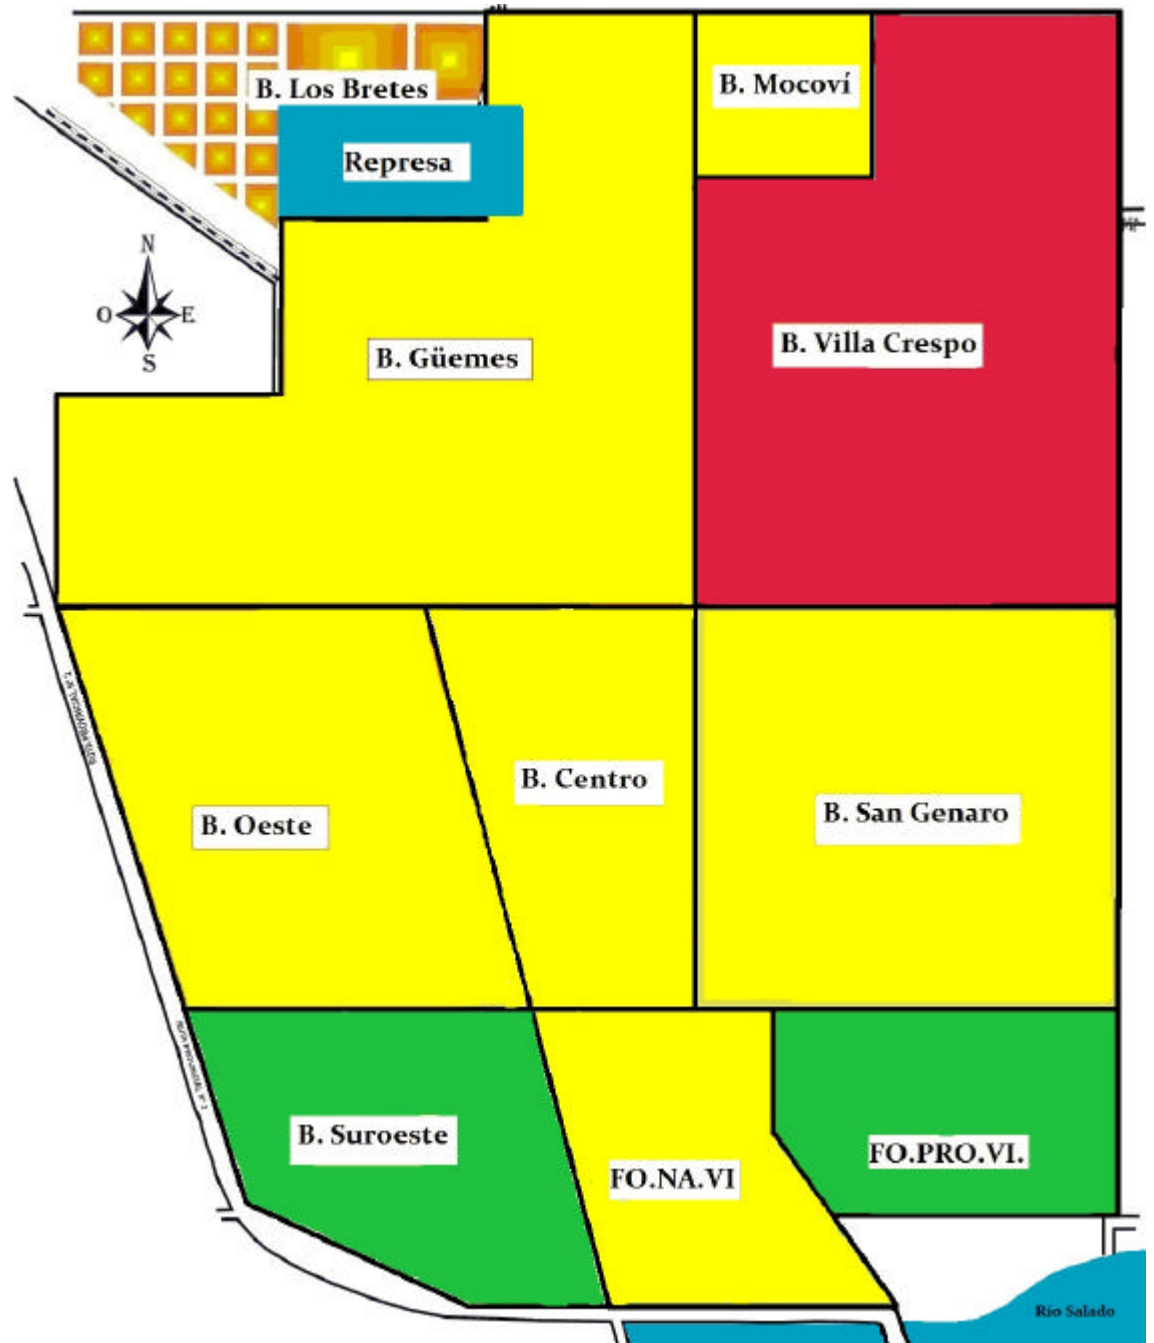 B. Los Bretes
B. Mocoví
Represa
N
O E
S
B. Güemes
B. Villa Crespo
B. Centro
B. Oeste
B. San Genaro
B. Suroeste
FO.NA.VI
FO.PRO.VI.
Río Salado